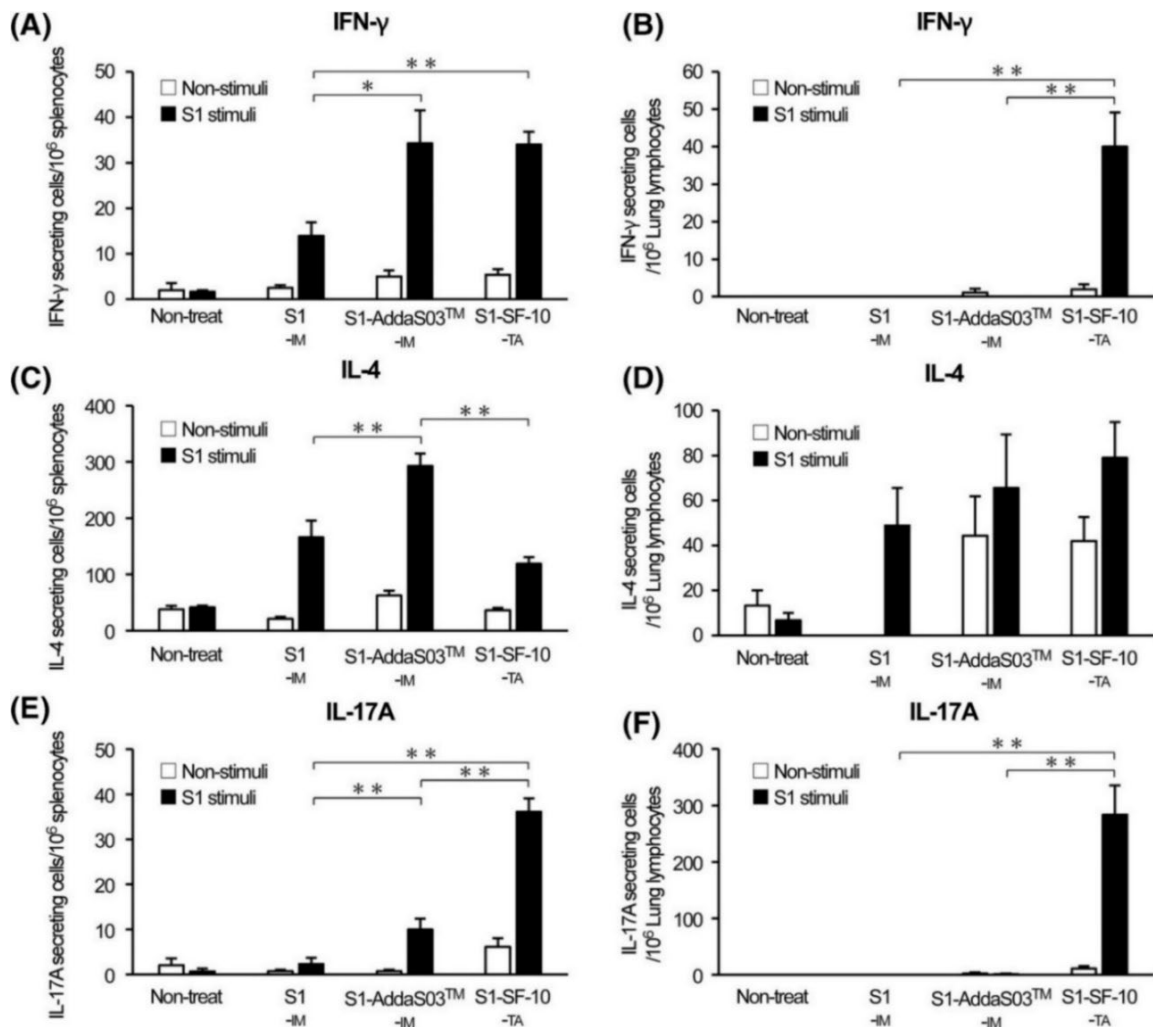 (A)
IFN-γ
IFN-γ secreting cells/10⁶ splenocytes
50
40
30
20
10
0
Non-stimuli
S1 stimuli
* *
*
Non-treat
S1
-IM
S1-AddaS03™
-IM
S1-SF-10
-TA
(B)
IFN-γ
IFN-γ secreting cells
/10⁶ Lung lymphocytes
60
50
40
30
20
10
0
Non-stimuli
S1 stimuli
* *
* *
Non-treat
S1
-IM
S1-AddaS03™
-IM
S1-SF-10
-TA
(C)
IL-4
IL-4 secreting cells/10⁶ splenocytes
400
300
200
100
0
Non-stimuli
S1 stimuli
* *
* *
Non-treat
S1
-IM
S1-AddaS03™
-IM
S1-SF-10
-TA
(D)
IL-4
IL-4 secreting cells
/10⁶ Lung lymphocytes
100
80
60
40
20
0
Non-stimuli
S1 stimuli
Non-treat
S1
-IM
S1-AddaS03™
-IM
S1-SF-10
-TA
(E)
IL-17A
IL-17A secreting cells/10⁶ splenocytes
50
40
30
20
10
0
Non-stimuli
S1 stimuli
* *
* *
* *
Non-treat
S1
-IM
S1-AddaS03™
-IM
S1-SF-10
-TA
(F)
IL-17A
IL-17A secreting cells
/10⁶ Lung lymphocytes
400
300
200
100
0
Non-stimuli
S1 stimuli
* *
* *
Non-treat
S1
-IM
S1-AddaS03™
-IM
S1-SF-10
-TA